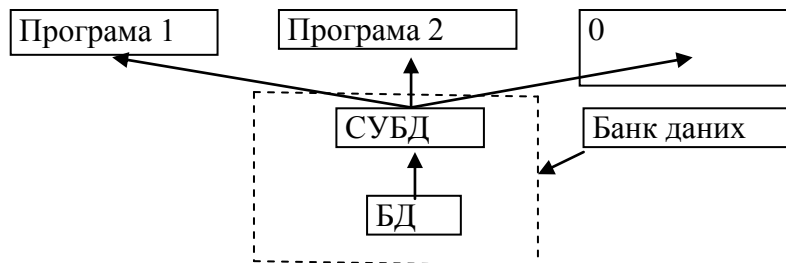 Програма 1
Програма 2
0
СУБД
Банк даних
БД